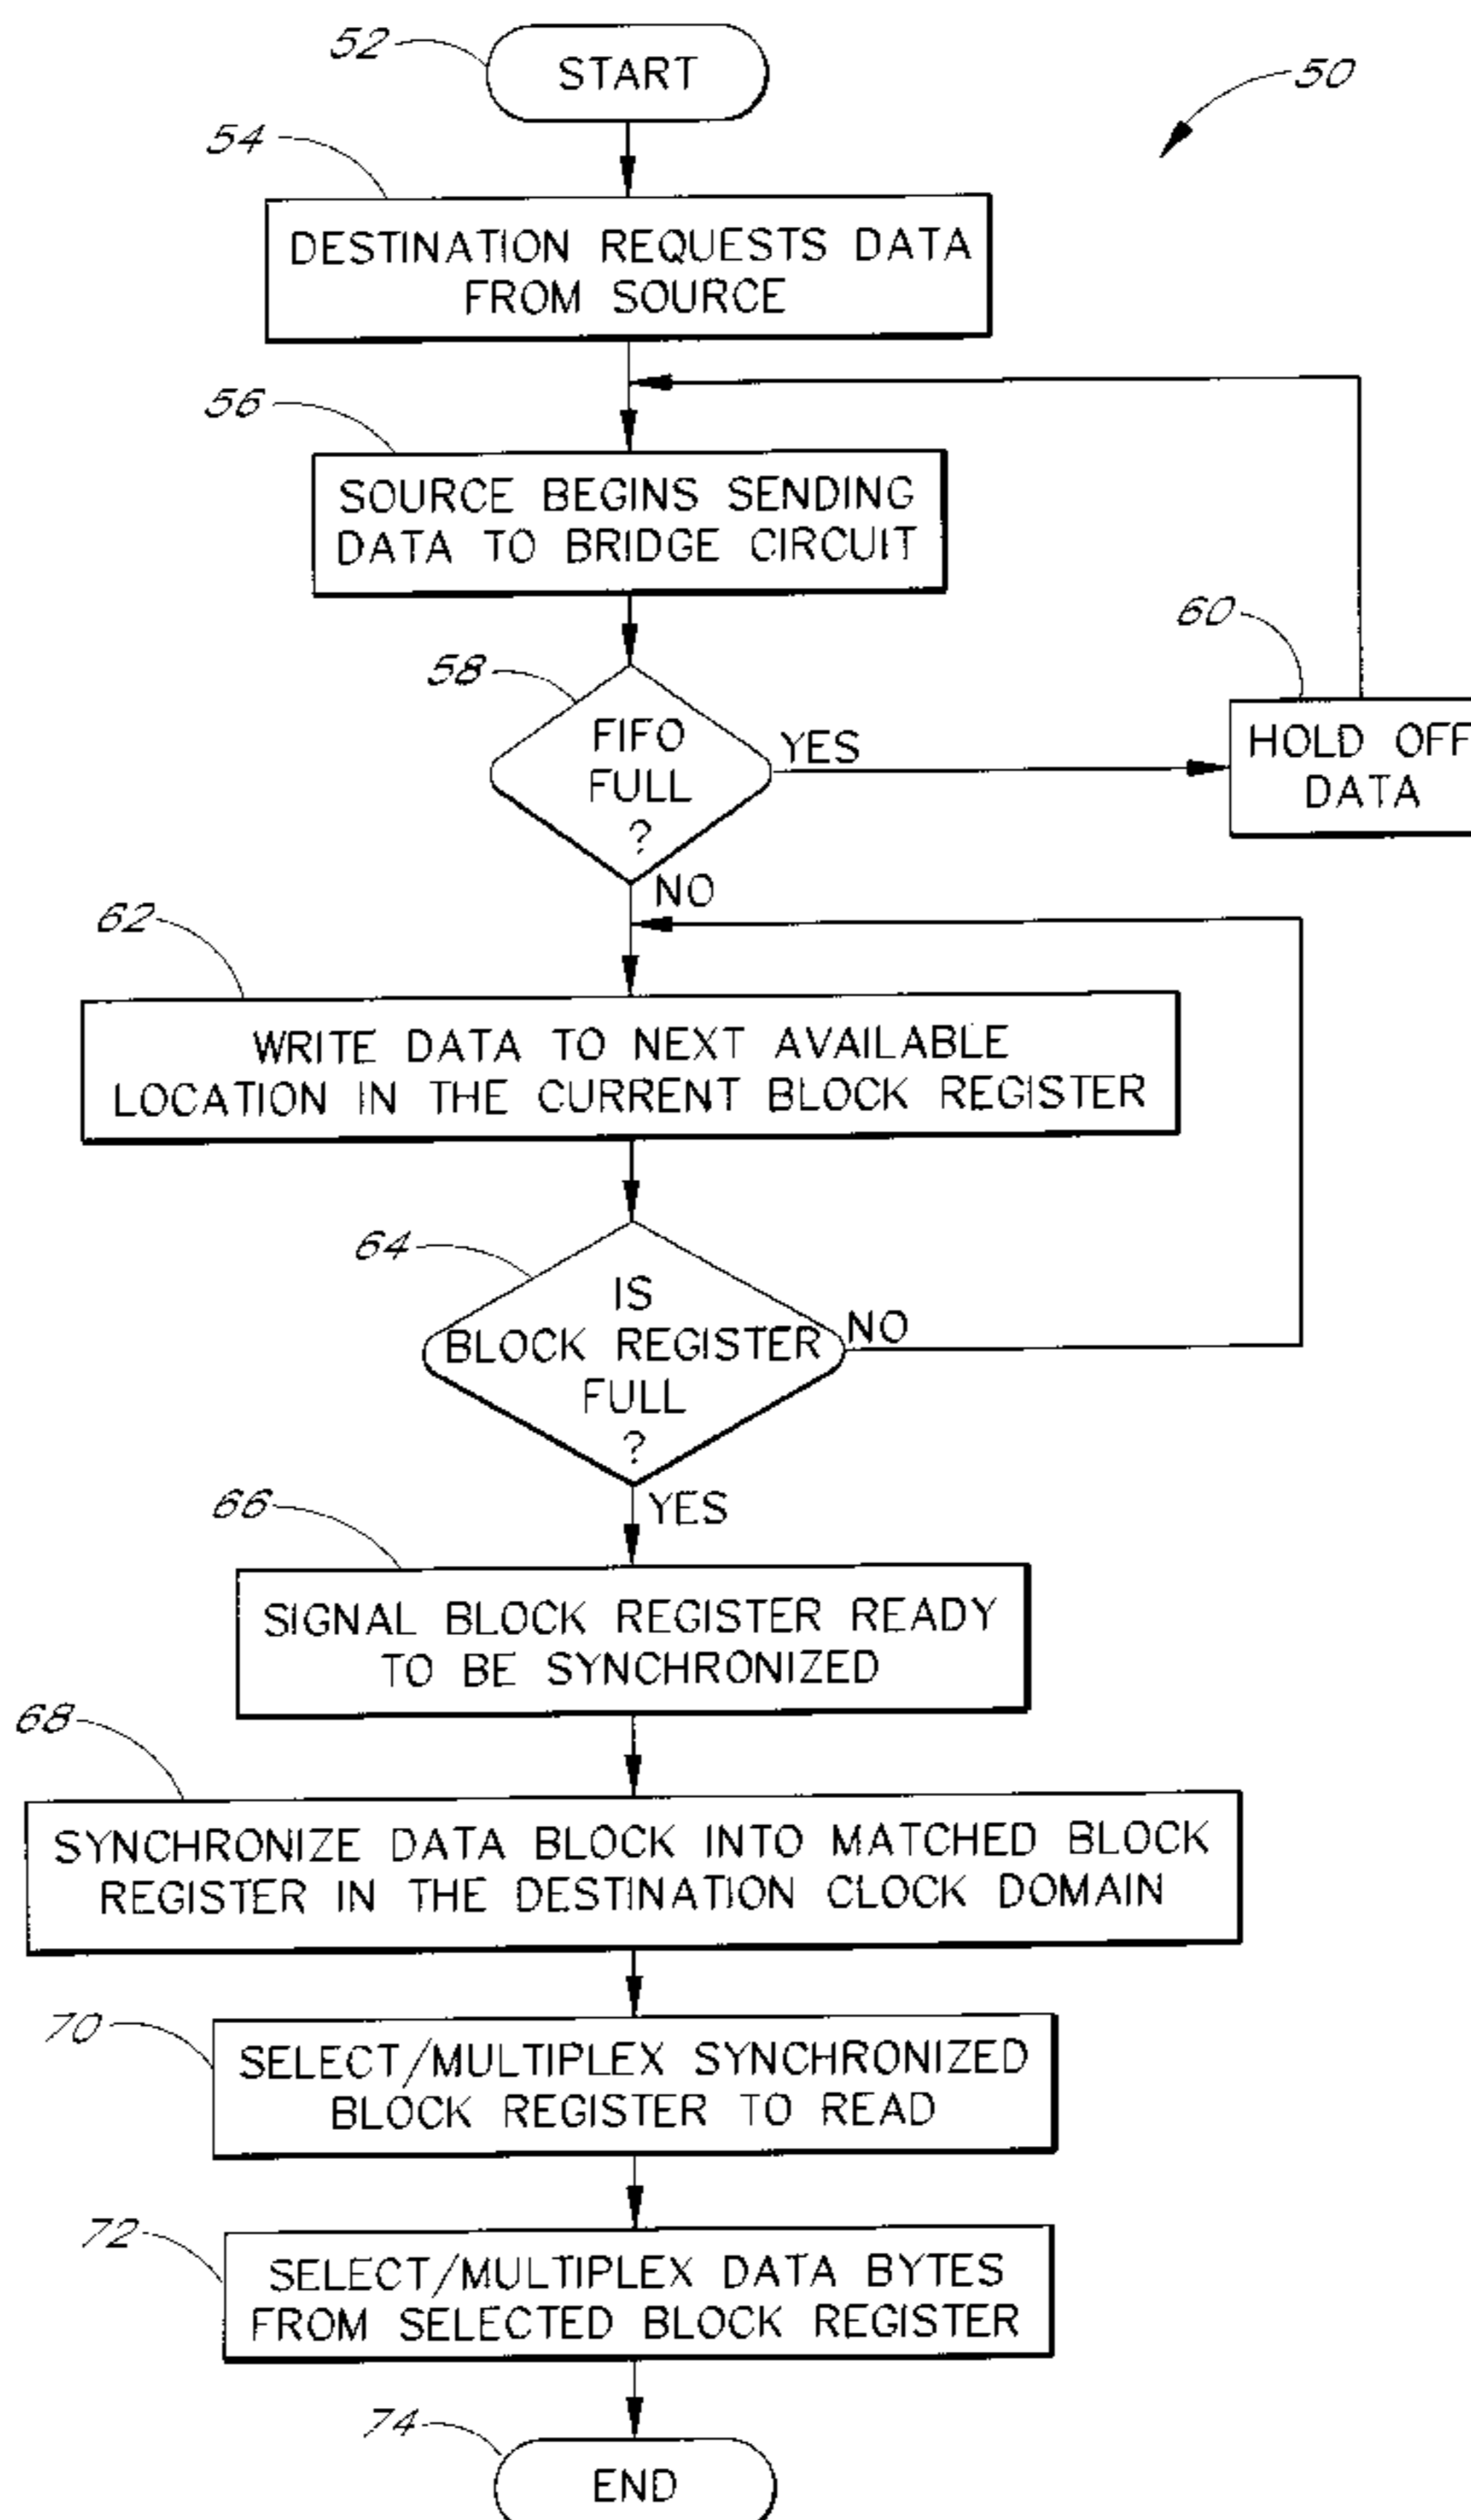 52
START
50
54
DESTINATION REQUESTS DATA
FROM SOURCE
56
SOURCE BEGINS SENDING
DATA TO BRIDGE CIRCUIT
60
58
FIFO
FULL
?
YES
HOLD OFF
DATA
NO
62
WRITE DATA TO NEXT AVAILABLE
LOCATION IN THE CURRENT BLOCK REGISTER
64
IS
BLOCK REGISTER
FULL
?
NO
YES
66
SIGNAL BLOCK REGISTER READY
TO BE SYNCHRONIZED
68
SYNCHRONIZE DATA BLOCK INTO MATCHED BLOCK
REGISTER IN THE DESTINATION CLOCK DOMAIN
70
SELECT/MULTIPLEX SYNCHRONIZED
BLOCK REGISTER TO READ
72
SELECT/MULTIPLEX DATA BYTES
FROM SELECTED BLOCK REGISTER
74
END